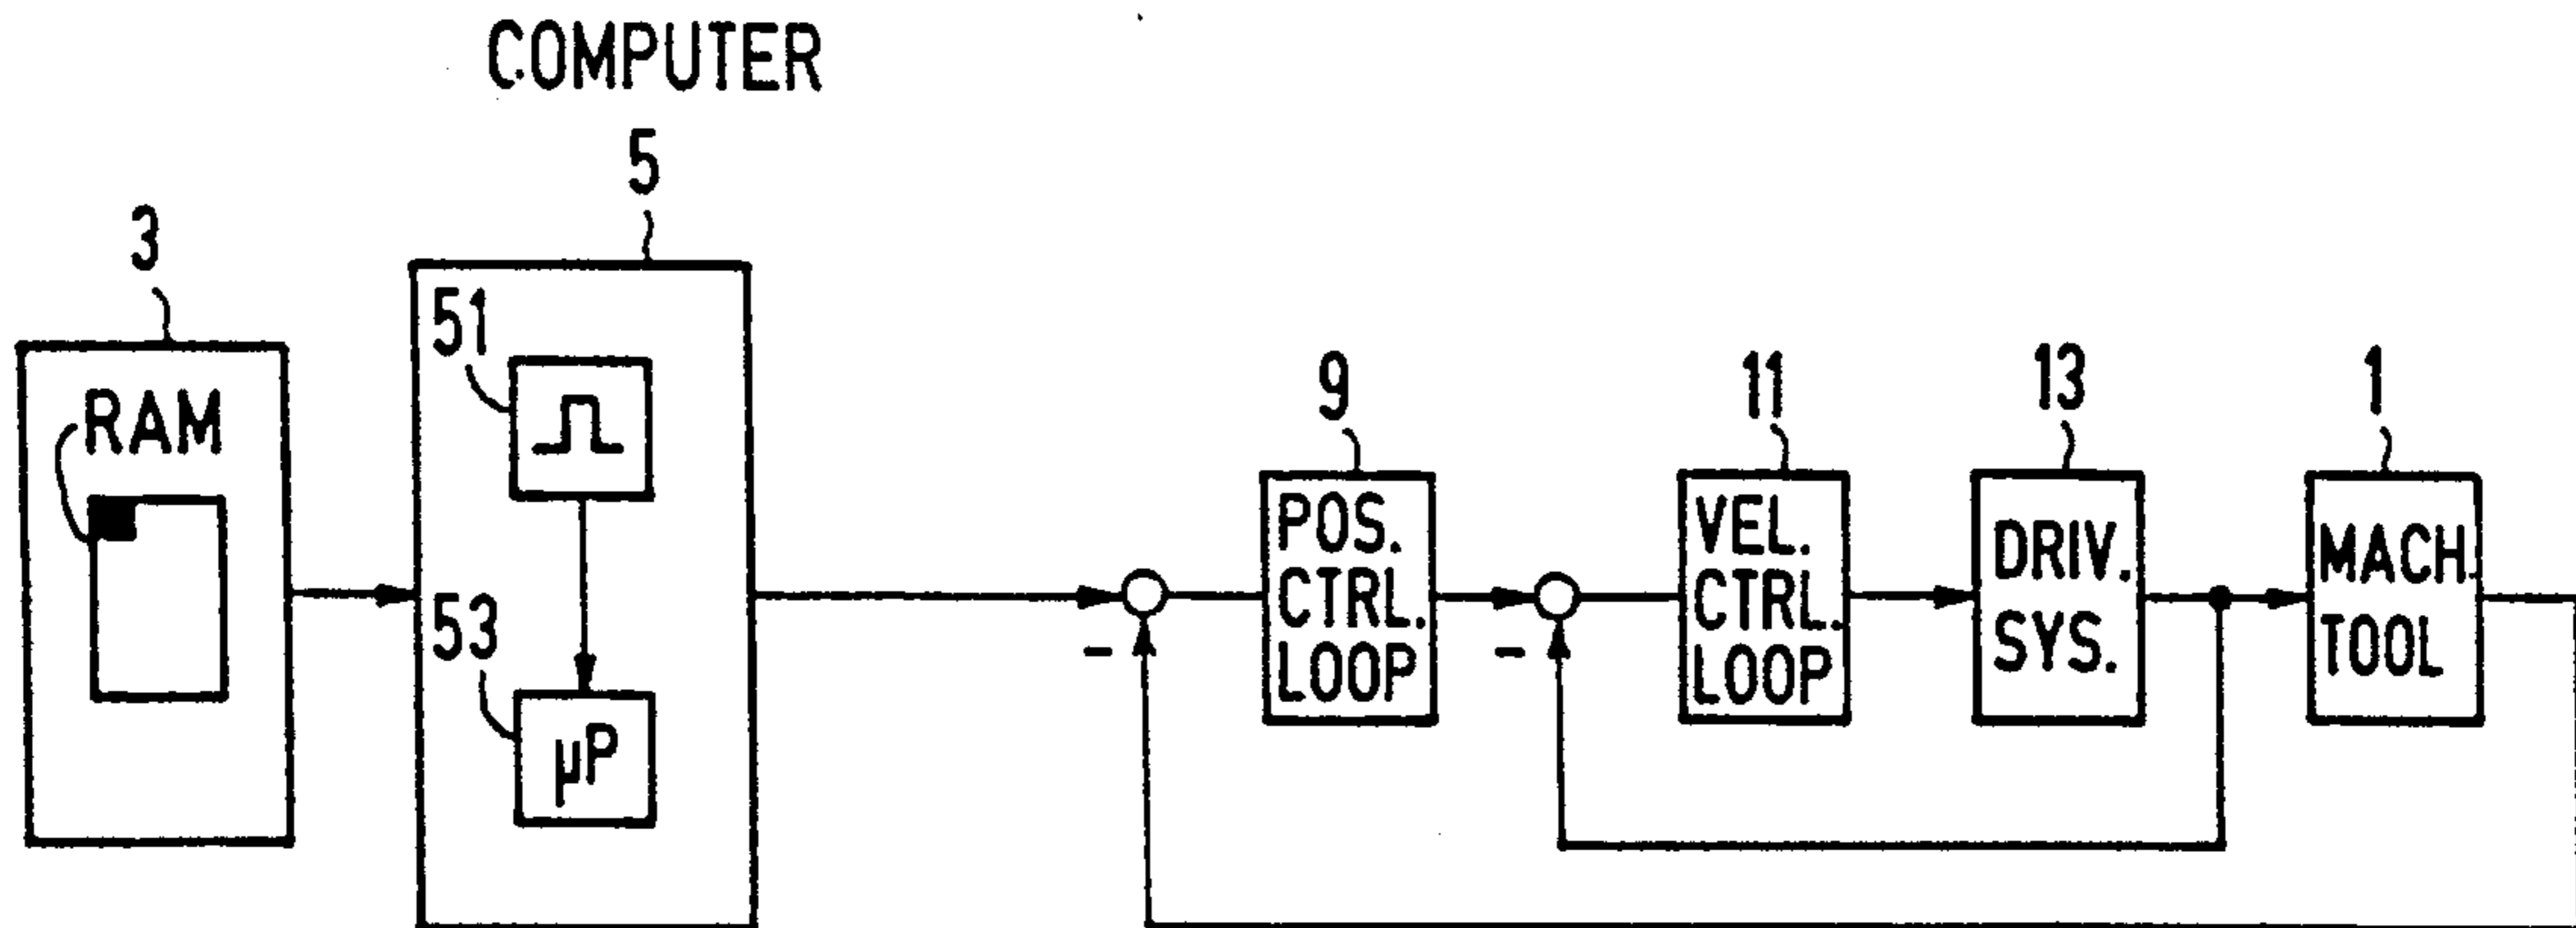 COMPUTER
5
3
51
RAM
53
μP
9
POS.
CTRL.
LOOP
-
11
VEL.
CTRL.
LOOP
-
13
DRIV.
SYS.
1
MACH.
TOOL